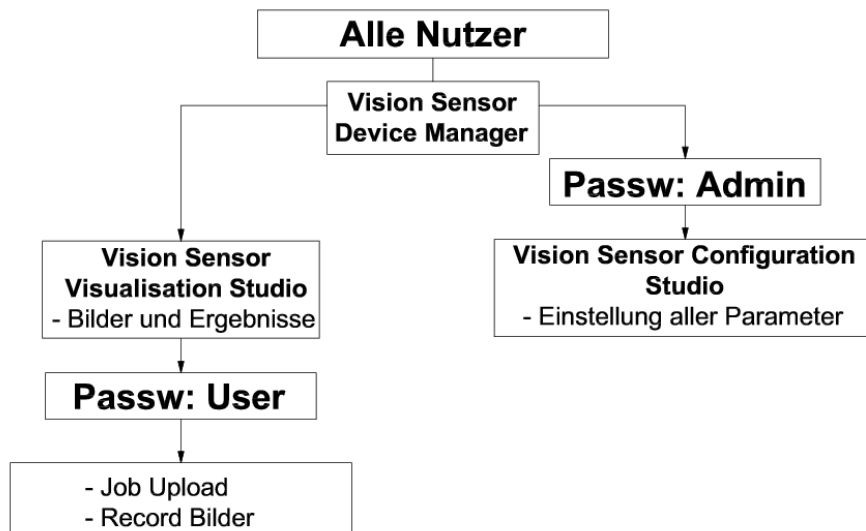 Alle Nutzer
Vision Sensor
Device Manager
Passw: Admin
Vision Sensor
Visualisation Studio
- Bilder und Ergebnisse
Vision Sensor Configuration
Studio
- Einstellung aller Parameter
Passw: User
- Job Upload
- Record Bilder